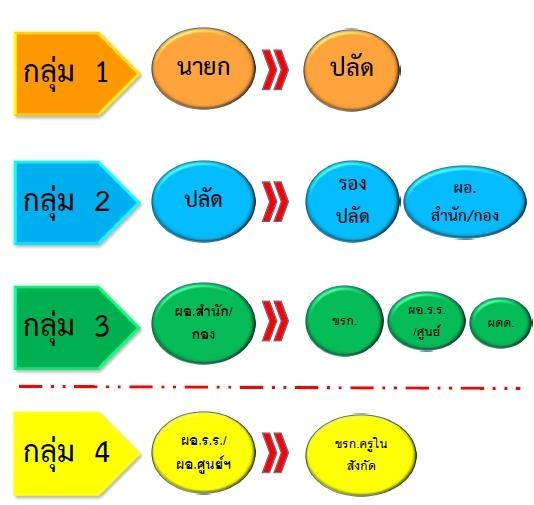 กลุ่ม 1
นายก
ปลัด
กลุ่ม 2
ปลัด
รอง
ปลัด
ผอ.
สำนัก/กอง
กลุ่ม 3
ผอ.สำนัก/
กอง
ขรก.
ผอ.ร.ร.
/ศูนย์
ผดด.
กลุ่ม 4
ผอ.ร.ร./
ผอ.ศูนย์ฯ
ขรก.ครูใน
สังกัด